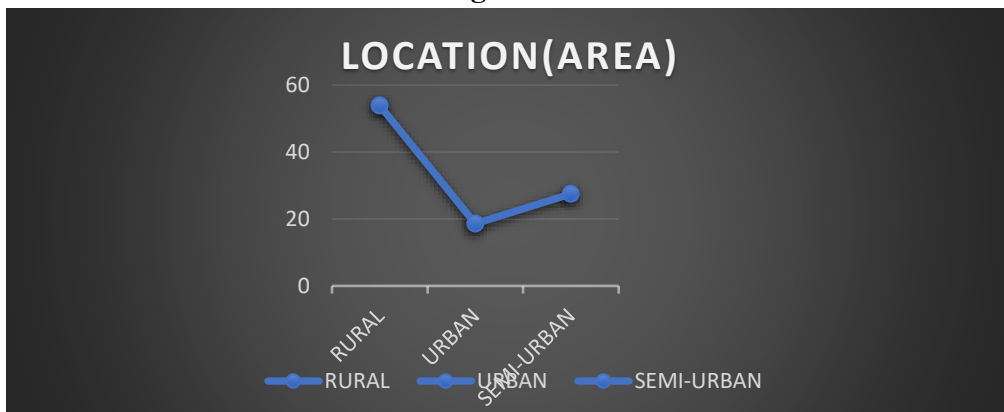 LOCATION(AREA)
60
40
20
0
RURAL
URBAN
SEMI-URBAN
RURAL
URBAN
SEMI-URBAN